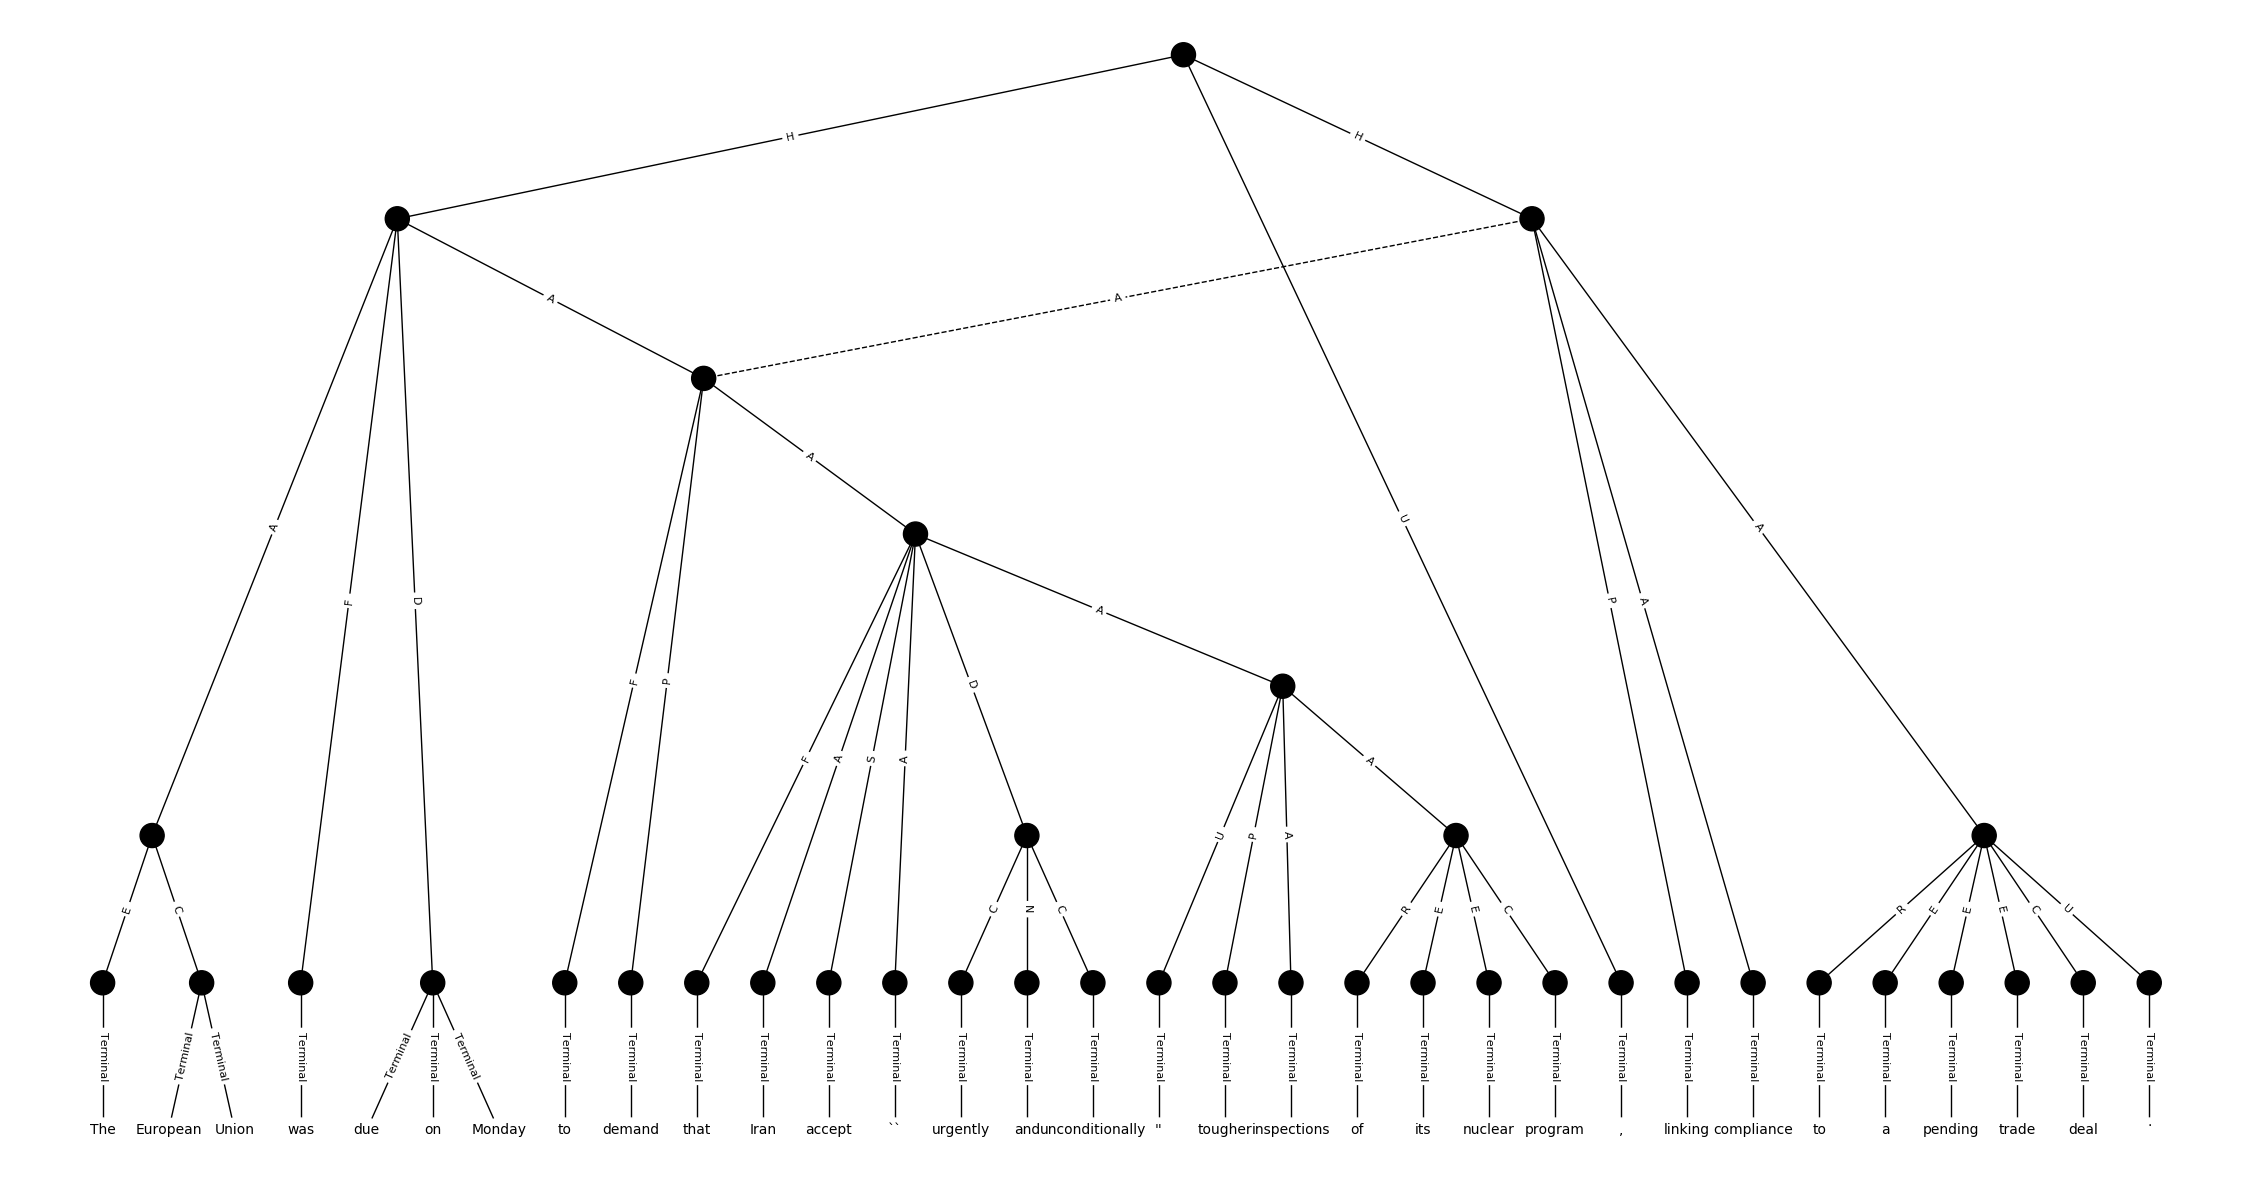 H H
A A
A
A F D A U P A A
F P D
F A S A U P A A
E C C N C R E E C R E E E C U
Terminal Terminal Terminal Terminal Terminal Terminal Terminal Terminal Terminal Terminal Terminal Terminal Terminal Terminal Terminal Terminal Terminal Terminal Terminal Terminal Terminal Terminal Terminal Terminal Terminal Terminal Terminal Terminal Terminal Terminal Terminal Terminal
The European Union was due on Monday to demand that Iran accept `` urgently and unconditionally " tougher inspections of its nuclear program , linking compliance to a pending trade deal .